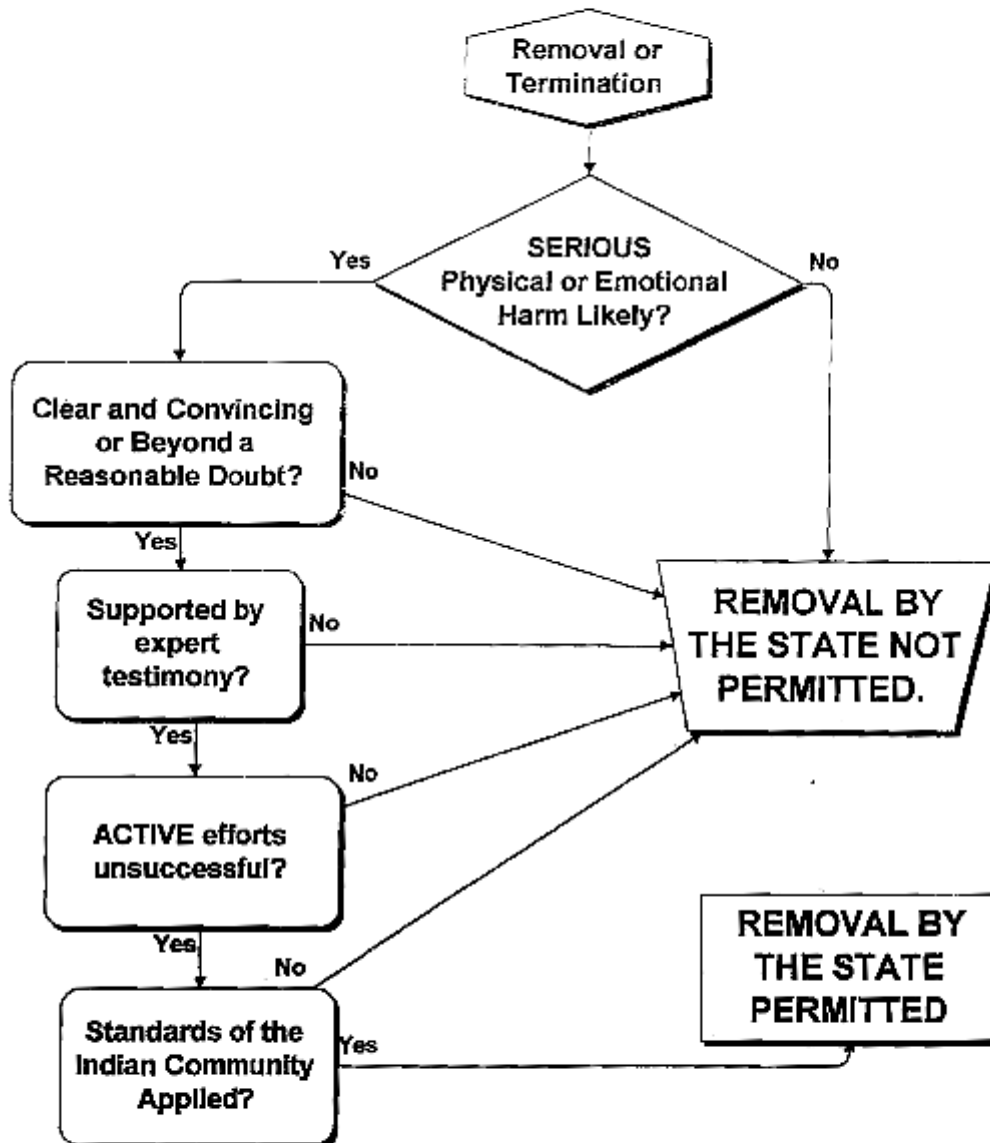 Removal or
Termination
SERIOUS
Physical or Emotional
Harm Likely?
Yes
No
Clear and Convincing
or Beyond a
Reasonable Doubt?
No
Yes
Supported by
expert
testimony?
No
Yes
REMOVAL BY
THE STATE NOT
PERMITTED.
ACTIVE efforts
unsuccessful?
No
Yes
REMOVAL BY
THE STATE
PERMITTED
Standards of the
Indian Community
Applied?
No
Yes